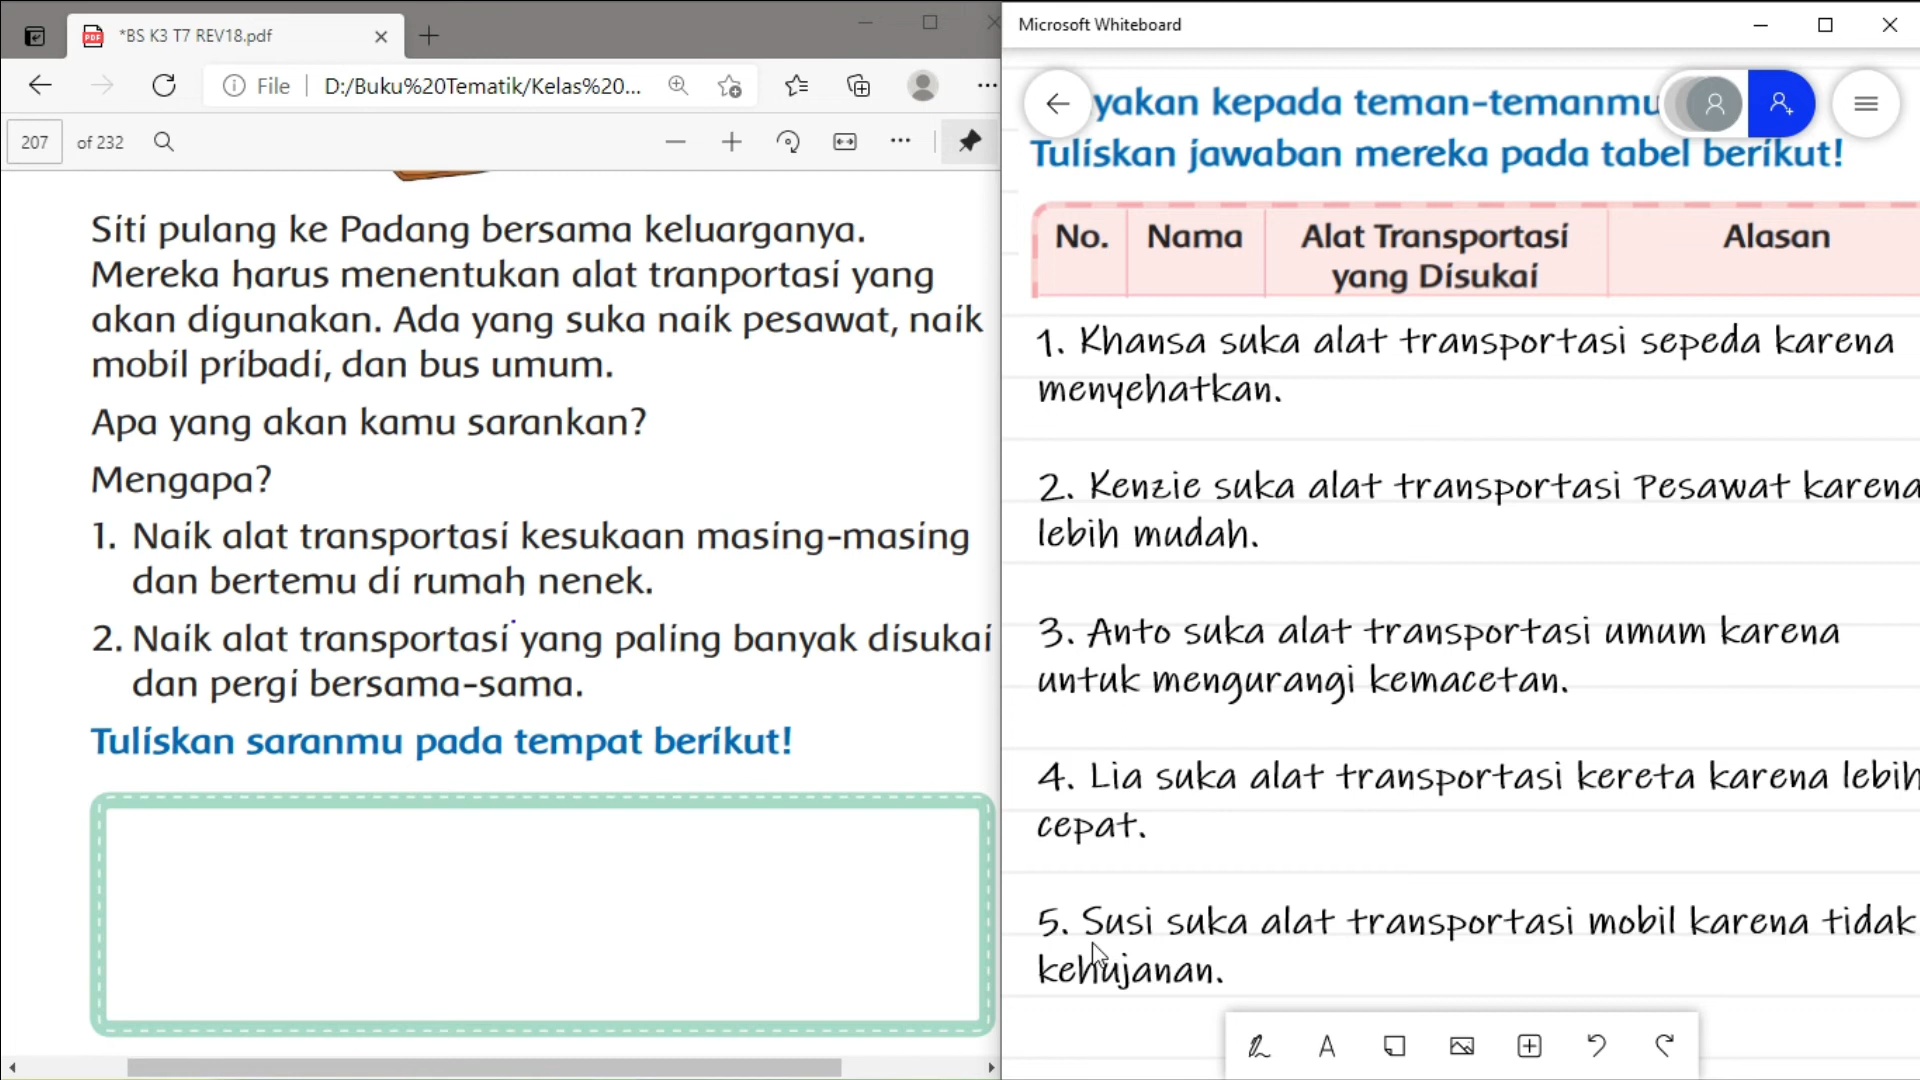 *BS K3 T7 REV18.pdf
File
D:/Buku%20Tematik/Kelas%20...
207 of 232
Siti pulang ke Padang bersama keluarganya.
Mereka harus menentukan alat tranportasi yang
akan digunakan. Ada yang suka naik pesawat, naik
mobil pribadi, dan bus umum.
Apa yang akan kamu sarankan?
Mengapa?
1. Naik alat transportasi kesukaan masing-masing
dan bertemu di rumah nenek.
2. Naik alat transportasi yang paling banyak disukai
dan pergi bersama-sama.
Tuliskan saranmu pada tempat berikut!
Microsoft Whiteboard
yakan kepada teman-temanmu
Tuliskan jawaban mereka pada tabel berikut!
No. Nama Alat Transportasi Alasan
yang Disukai
1. Khansa suka alat transportasi sepeda karena
menyehatkan.
2. Kenzie suka alat transportasi Pesawat karena
lebih mudah.
3. Anto suka alat transportasi umum karena
untuk mengurangi kemacetan.
4. Lia suka alat transportasi kereta karena lebih
cepat.
5. Susi suka alat transportasi mobil karena tidak
kehujanan.